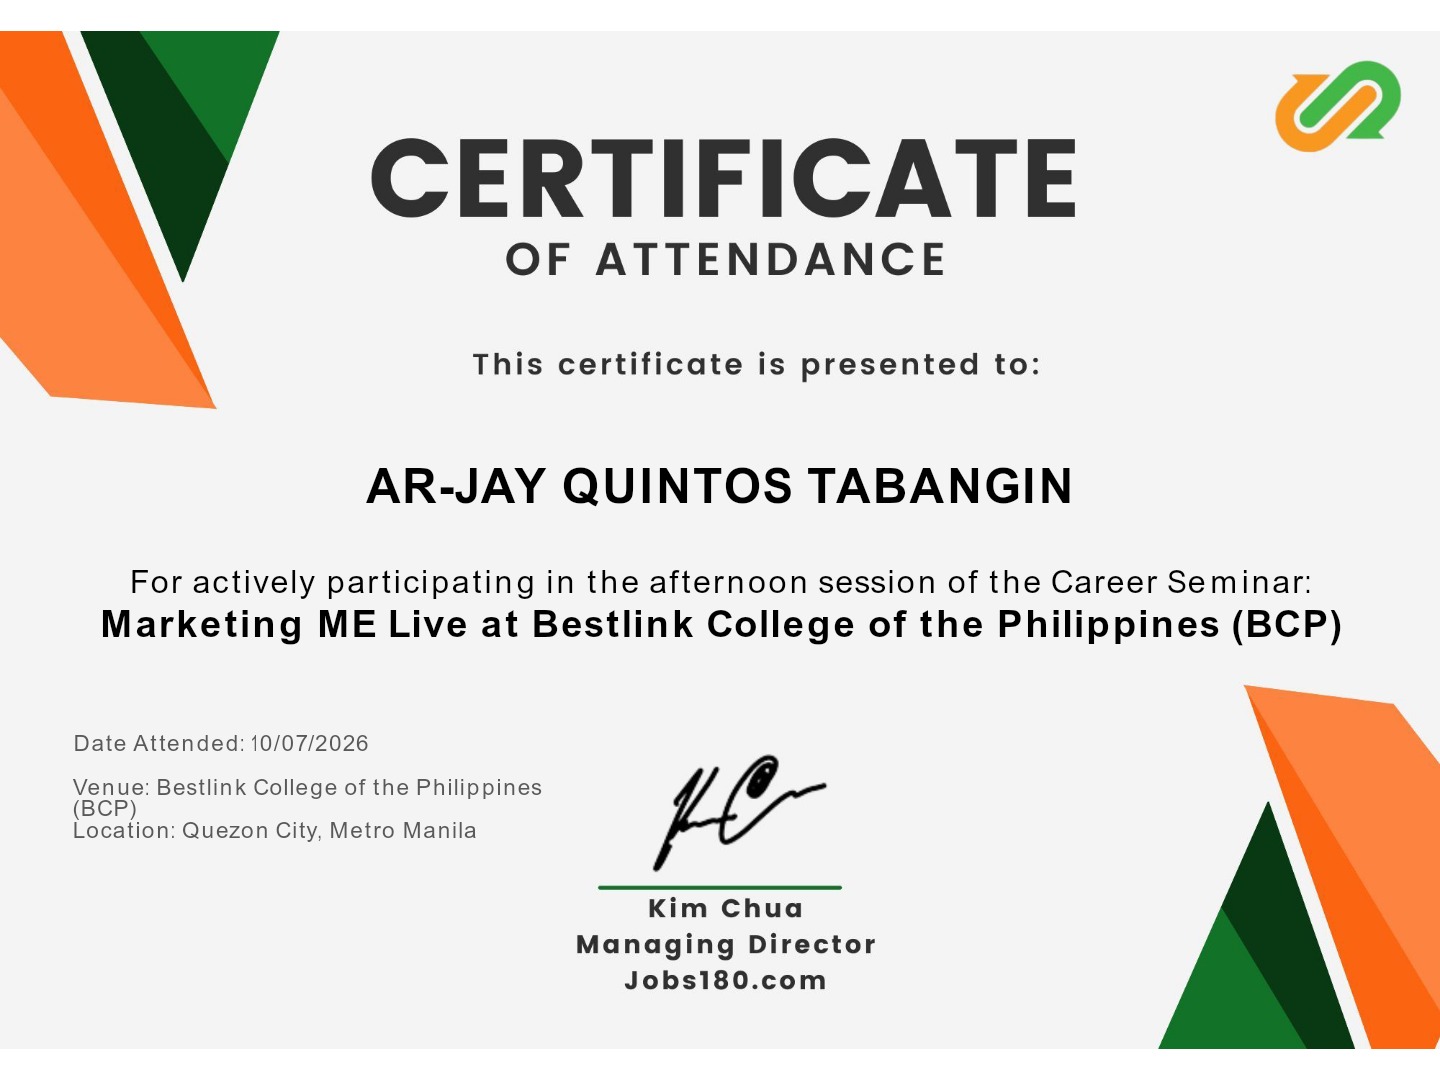 CERTIFICATE
OF ATTENDANCE
This certificate is presented to:
AR-JAY QUINTOS TABANGIN
For actively participating in the afternoon session of the Career Seminar:
Marketing ME Live at Bestlink College of the Philippines (BCP)
Date Attended: 10/07/2026
Venue: Bestlink College of the Philippines
(BCP)
Location: Quezon City, Metro Manila
Kim Chua
Managing Director
Jobs180.com